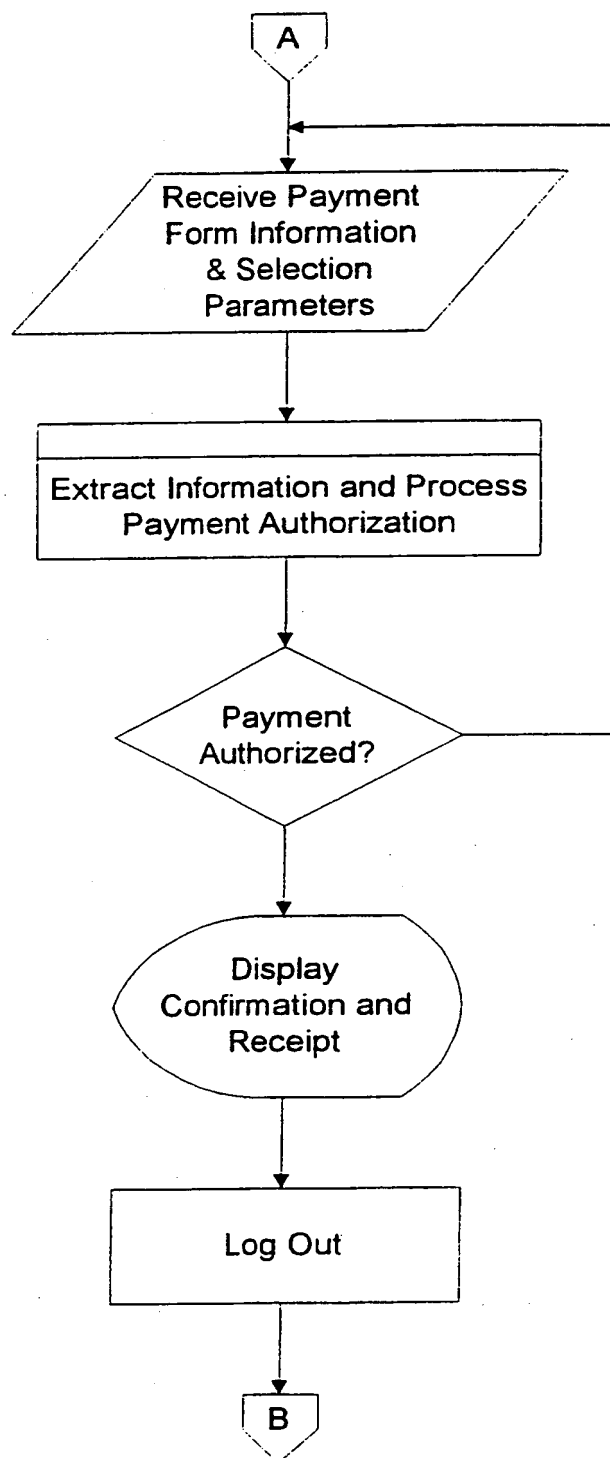 A
Receive Payment
Form Information
& Selection
Parameters
Extract Information and Process
Payment Authorization
Payment
Authorized?
Display
Confirmation and
Receipt
Log Out
B